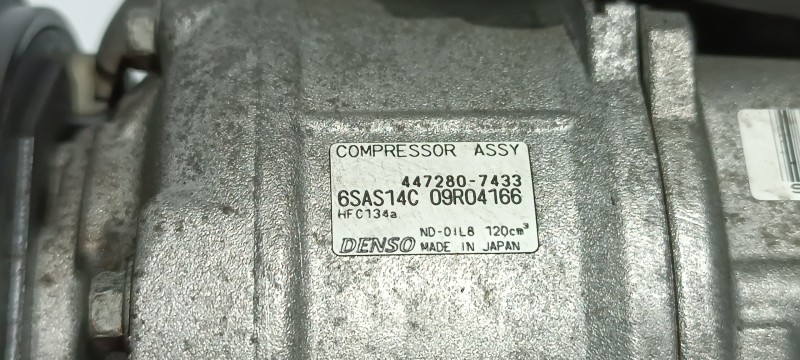 COMPRESSOR ASSY
447280-7433
6SAS14C 09R04166
HFC134a
ND-OIL8 120cm³
DENSO MADE IN JAPAN
S